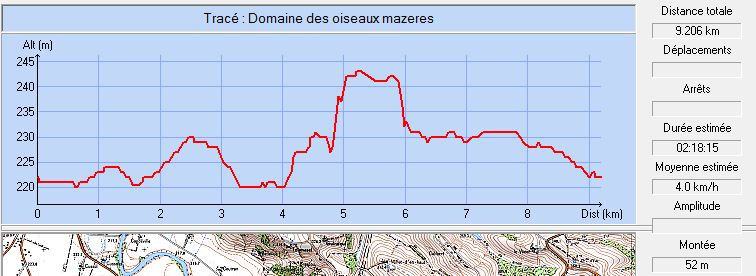 Tracé : Domaine des oiseaux mazeres
Alt (m)
245
240
235
230
225
220
0 1 2 3 4 5 6 7 8 Dist (km)
Distance totale
9.206 km
Déplacements
Arrêts
Durée estimée
02:18:15
Moyenne estimée
4.0 km/h
Amplitude
Montée
52 m